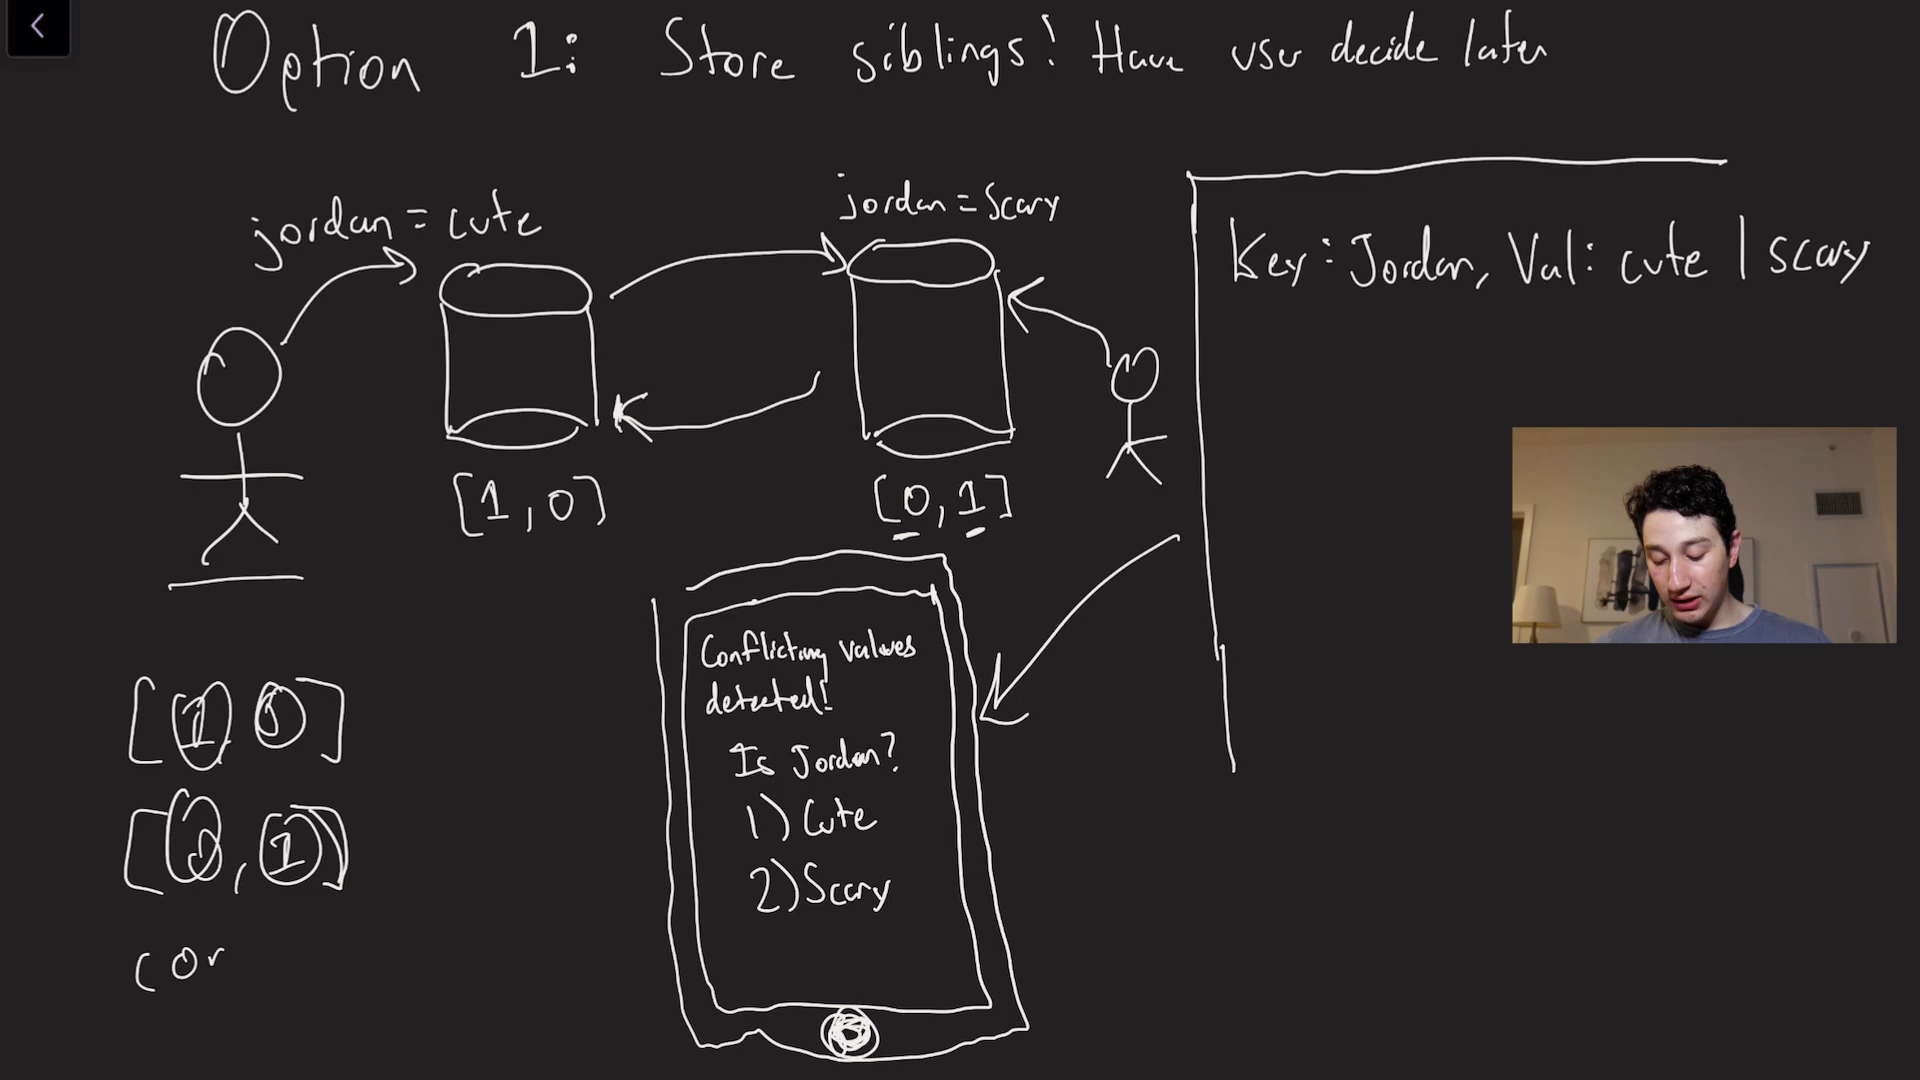 Option 1: Store siblings! Have user decide later
jordan = cute
jordan = scary
Key: Jordan, Val: cute | scary
[1, 0]
[0, 1]
Conflicting values
detected!
Is Jordan?
1) Cute
2) Scary
[1, 0]
[0, 1]
con